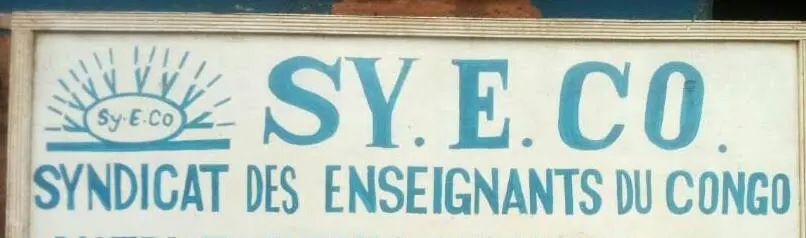 Sy.E.Co
SY.E.CO.
SYNDICAT DES ENSEIGNANTS DU CONGO